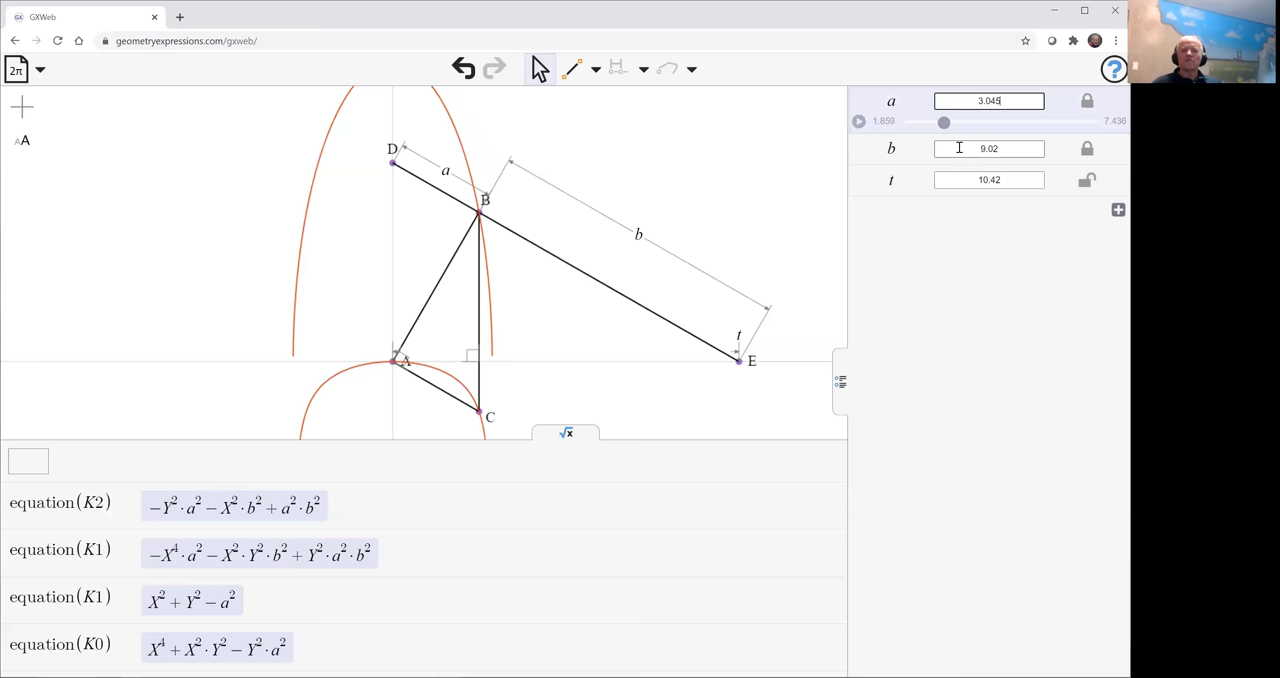 GXWeb
geometryexpressions.com/gxweb/
2π
?
AA
a 3.045
1.859 7.436
b 9.02
t 10.42
D
a
B
b
t
A
E
C
√x
equation(K2) −Y²·a²−X²·b²+a²·b²
equation(K1) −X⁴·a²−X²·Y²·b²+Y²·a²·b²
equation(K1) X²+Y²−a²
equation(K0) X⁴+X²·Y²−Y²·a²